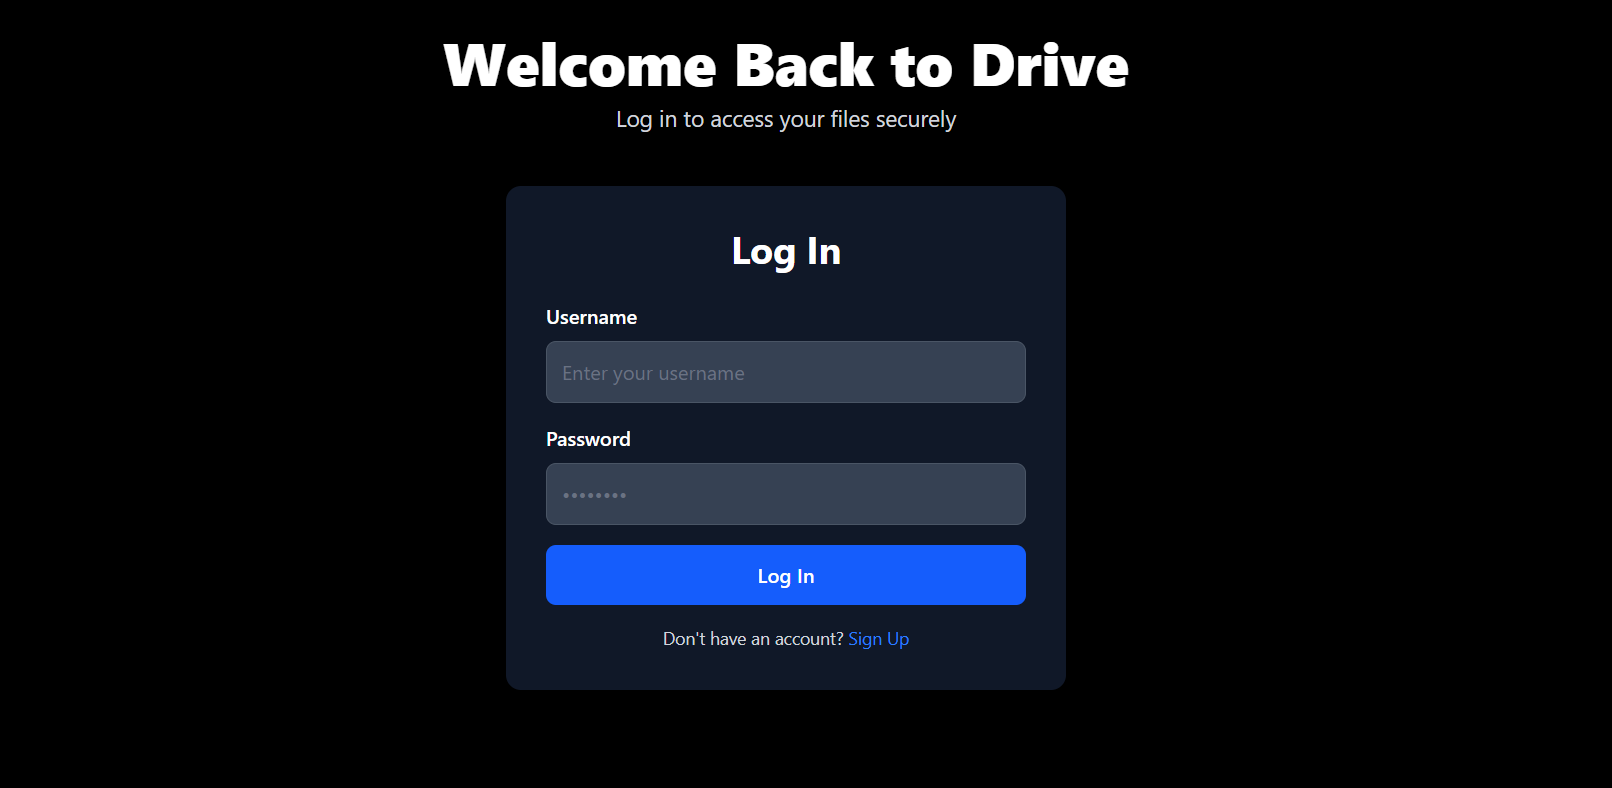 Welcome Back to Drive
Log in to access your files securely
Log In
Username
Enter your username
Password
••••••••
Log In
Don't have an account? Sign Up